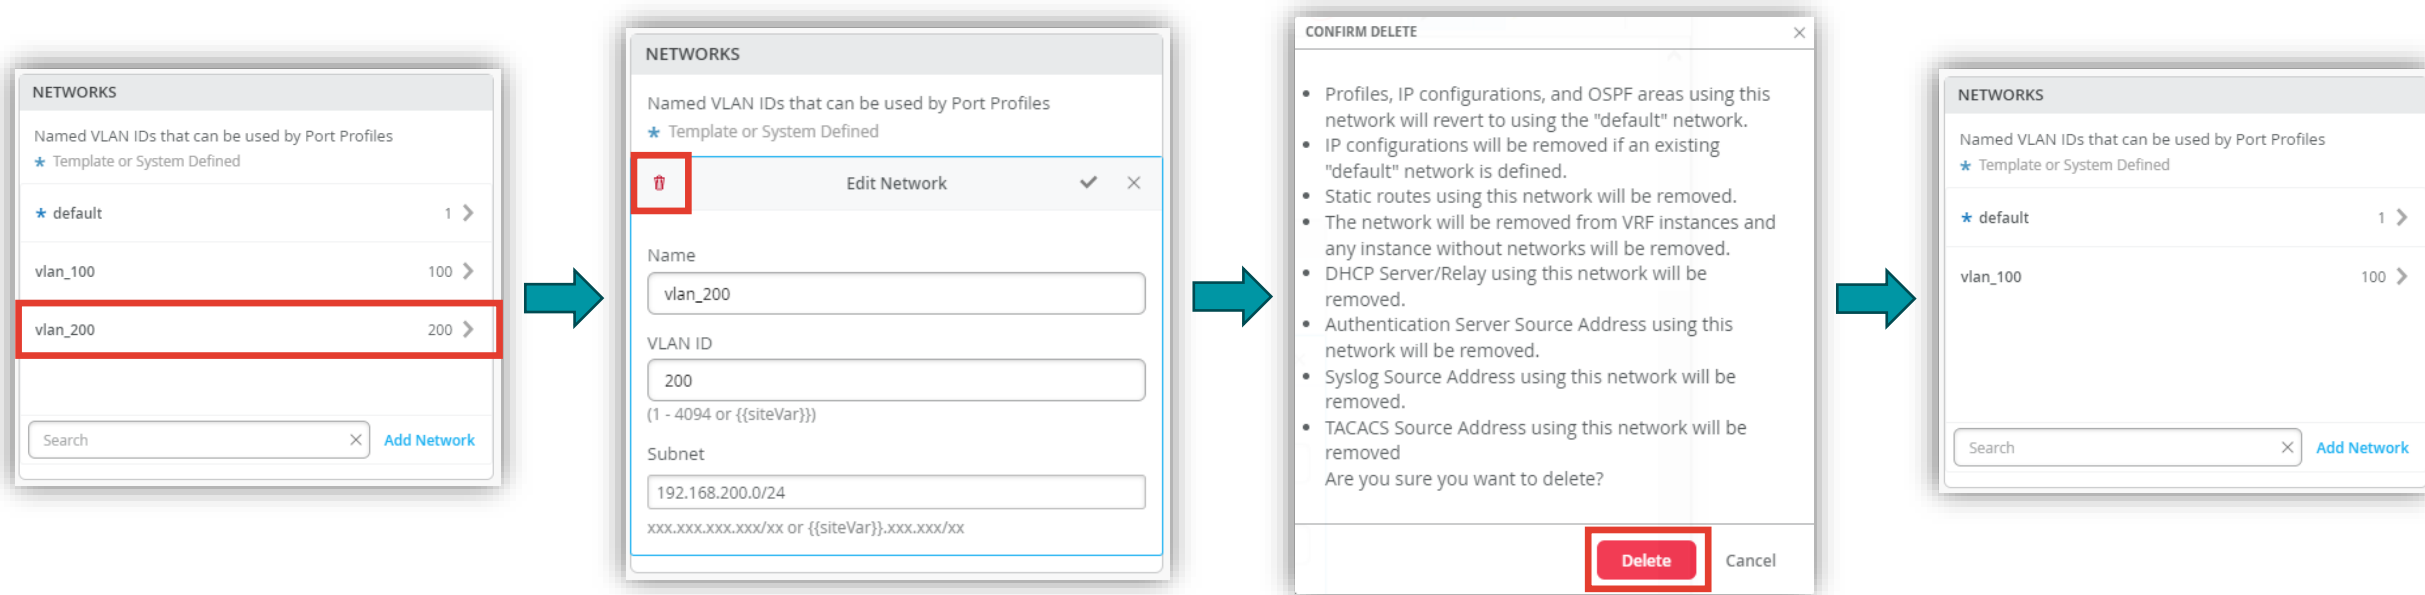 NETWORKS
Named VLAN IDs that can be used by Port Profiles
* Template or System Defined
* default 1
vlan_100 100
vlan_200 200
Search Add Network
NETWORKS
Named VLAN IDs that can be used by Port Profiles
* Template or System Defined
Edit Network
Name
vlan_200
VLAN ID
200
(1 - 4094 or {{siteVar}})
Subnet
192.168.200.0/24
xxx.xxx.xxx.xxx/xx or {{siteVar}}.xxx.xxx/xx
CONFIRM DELETE
• Profiles, IP configurations, and OSPF areas using this
network will revert to using the "default" network.
• IP configurations will be removed if an existing
"default" network is defined.
• Static routes using this network will be removed.
• The network will be removed from VRF instances and
any instance without networks will be removed.
• DHCP Server/Relay using this network will be
removed.
• Authentication Server Source Address using this
network will be removed.
• Syslog Source Address using this network will be
removed.
• TACACS Source Address using this network will be
removed
Are you sure you want to delete?
Delete Cancel
NETWORKS
Named VLAN IDs that can be used by Port Profiles
* Template or System Defined
* default 1
vlan_100 100
Search Add Network